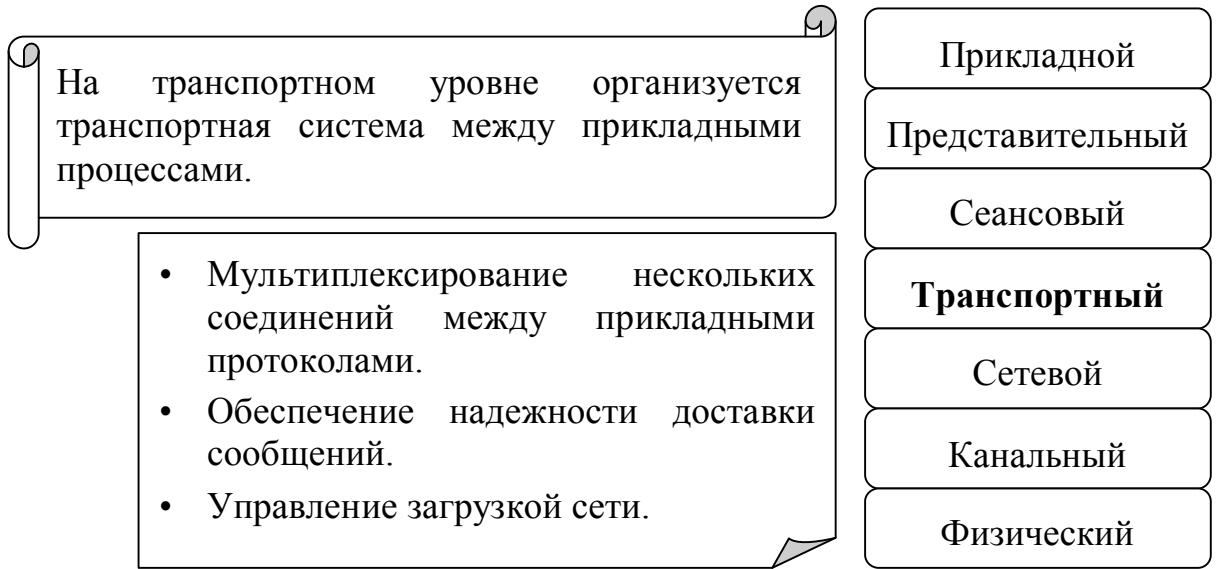 На транспортном уровне организуется
транспортная система между прикладными
процессами.
• Мультиплексирование нескольких
соединений между прикладными
протоколами.
• Обеспечение надежности доставки
сообщений.
• Управление загрузкой сети.
Прикладной
Представительный
Сеансовый
Транспортный
Сетевой
Канальный
Физический